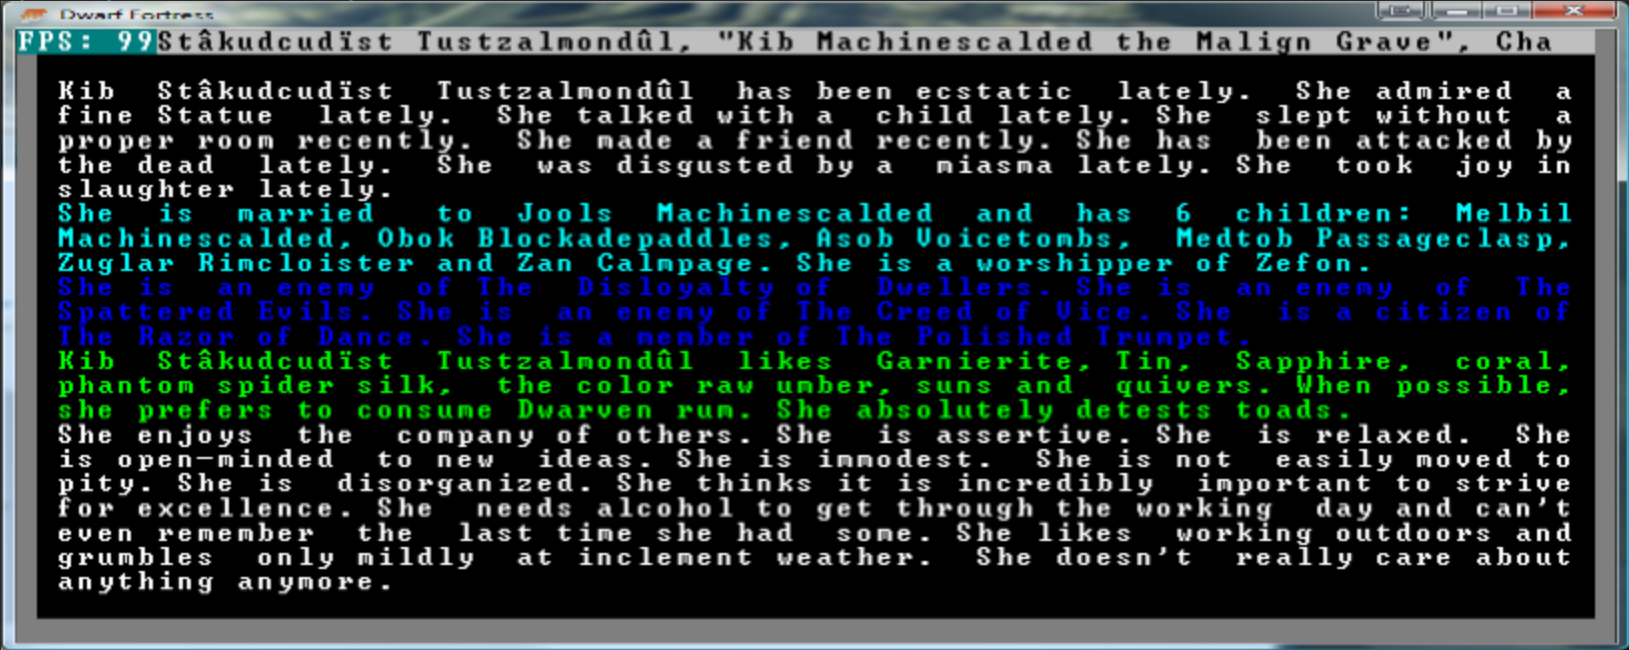 Dwarf Fortress
FPS: 99 Stâkudcudïst Tustzalmondûl, "Kib Machinescalded the Malign Grave", Cha
Kib Stâkudcudïst Tustzalmondûl has been ecstatic lately. She admired a
fine Statue lately. She talked with a child lately. She slept without a
proper room recently. She made a friend recently. She has been attacked by
the dead lately. She was disgusted by a miasma lately. She took joy in
slaughter lately.
She is married to Jools Machinescalded and has 6 children: Melbil
Machinescalded, Obok Blockadepaddles, Asob Voicetombs, Medtob Passageclasp,
Zuglar Rimcloister and Zan Calmpage. She is a worshipper of Zefon.
She is an enemy of The Disloyalty of Dwellers. She is an enemy of The
Spattered Evils. She is an enemy of The Creed of Vice. She is a citizen of
The Razor of Dance. She is a member of The Polished Trumpet.
Kib Stâkudcudïst Tustzalmondûl likes Garnierite, Tin, Sapphire, coral,
phantom spider silk, the color raw umber, suns and quivers. When possible,
she prefers to consume Dwarven rum. She absolutely detests toads.
She enjoys the company of others. She is assertive. She is relaxed. She
is open-minded to new ideas. She is immodest. She is not easily moved to
pity. She is disorganized. She thinks it is incredibly important to strive
for excellence. She needs alcohol to get through the working day and can't
even remember the last time she had some. She likes working outdoors and
grumbles only mildly at inclement weather. She doesn't really care about
anything anymore.